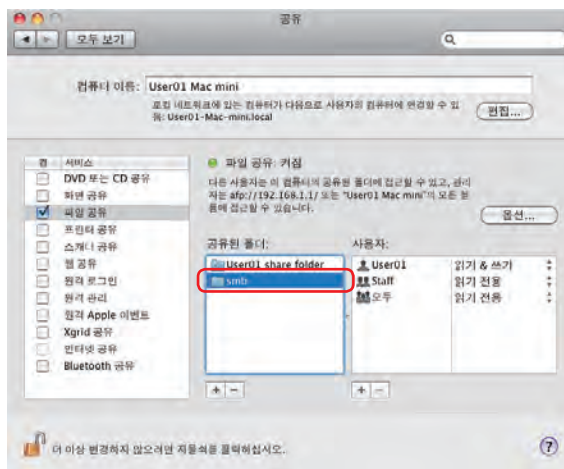 공유
모두 보기
컴퓨터 이름: User01 Mac mini
로컬 네트워크에 있는 컴퓨터가 다음으로 사용자의 컴퓨터에 연결할 수 있
음: User01-Mac-mini.local
편집...
켬 서비스
DVD 또는 CD 공유
화면 공유
파일 공유
프린터 공유
스캐너 공유
웹 공유
원격 로그인
원격 관리
원격 Apple 이벤트
Xgrid 공유
인터넷 공유
Bluetooth 공유
파일 공유: 켜짐
다른 사용자는 이 컴퓨터의 공유된 폴더에 접근할 수 있고, 관리
자는 afp://192.168.1.1/ 또는 "User01 Mac mini"의 모든 볼
륨에 접근할 수 있습니다.
옵션...
공유된 폴더:
User01 share folder
smb
사용자:
User01 읽기 & 쓰기
Staff 읽기 전용
모두 읽기 전용
더 이상 변경하지 않으려면 자물쇠를 클릭하십시오.